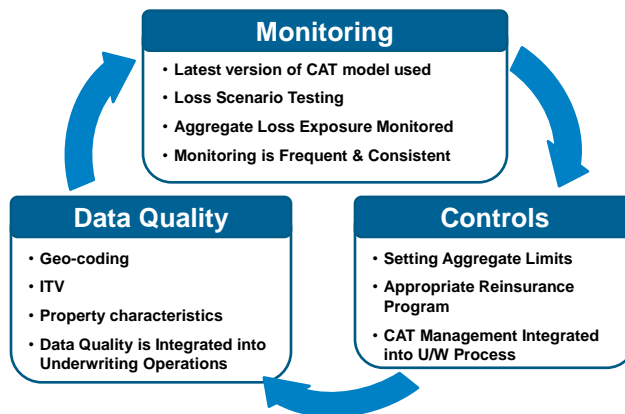 Monitoring
• Latest version of CAT model used
• Loss Scenario Testing
• Aggregate Loss Exposure Monitored
• Monitoring is Frequent & Consistent
Data Quality
• Geo-coding
• ITV
• Property characteristics
• Data Quality is Integrated into
Underwriting Operations
Controls
• Setting Aggregate Limits
• Appropriate Reinsurance
Program
• CAT Management Integrated
into U/W Process